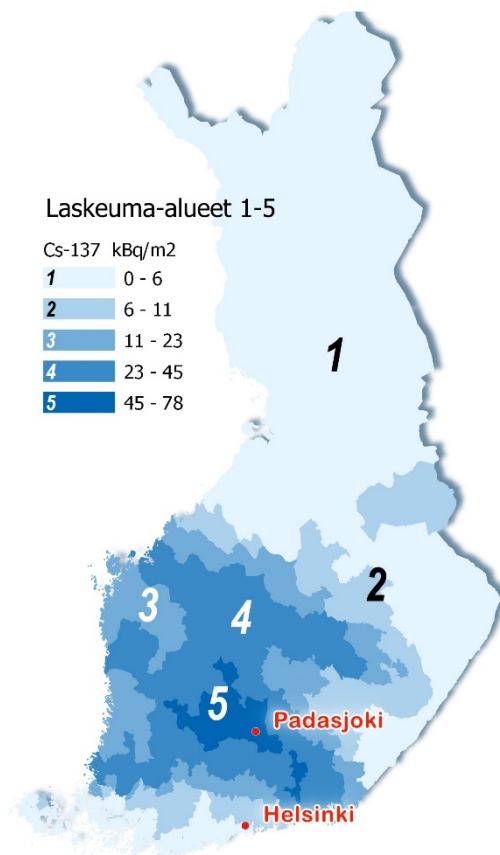 Laskeuma-alueet 1-5
Cs-137 kBq/m2
1 0 - 6
2 6 - 11
3 11 - 23
4 23 - 45
5 45 - 78
1
2
3
4
5
Padasjoki
Helsinki